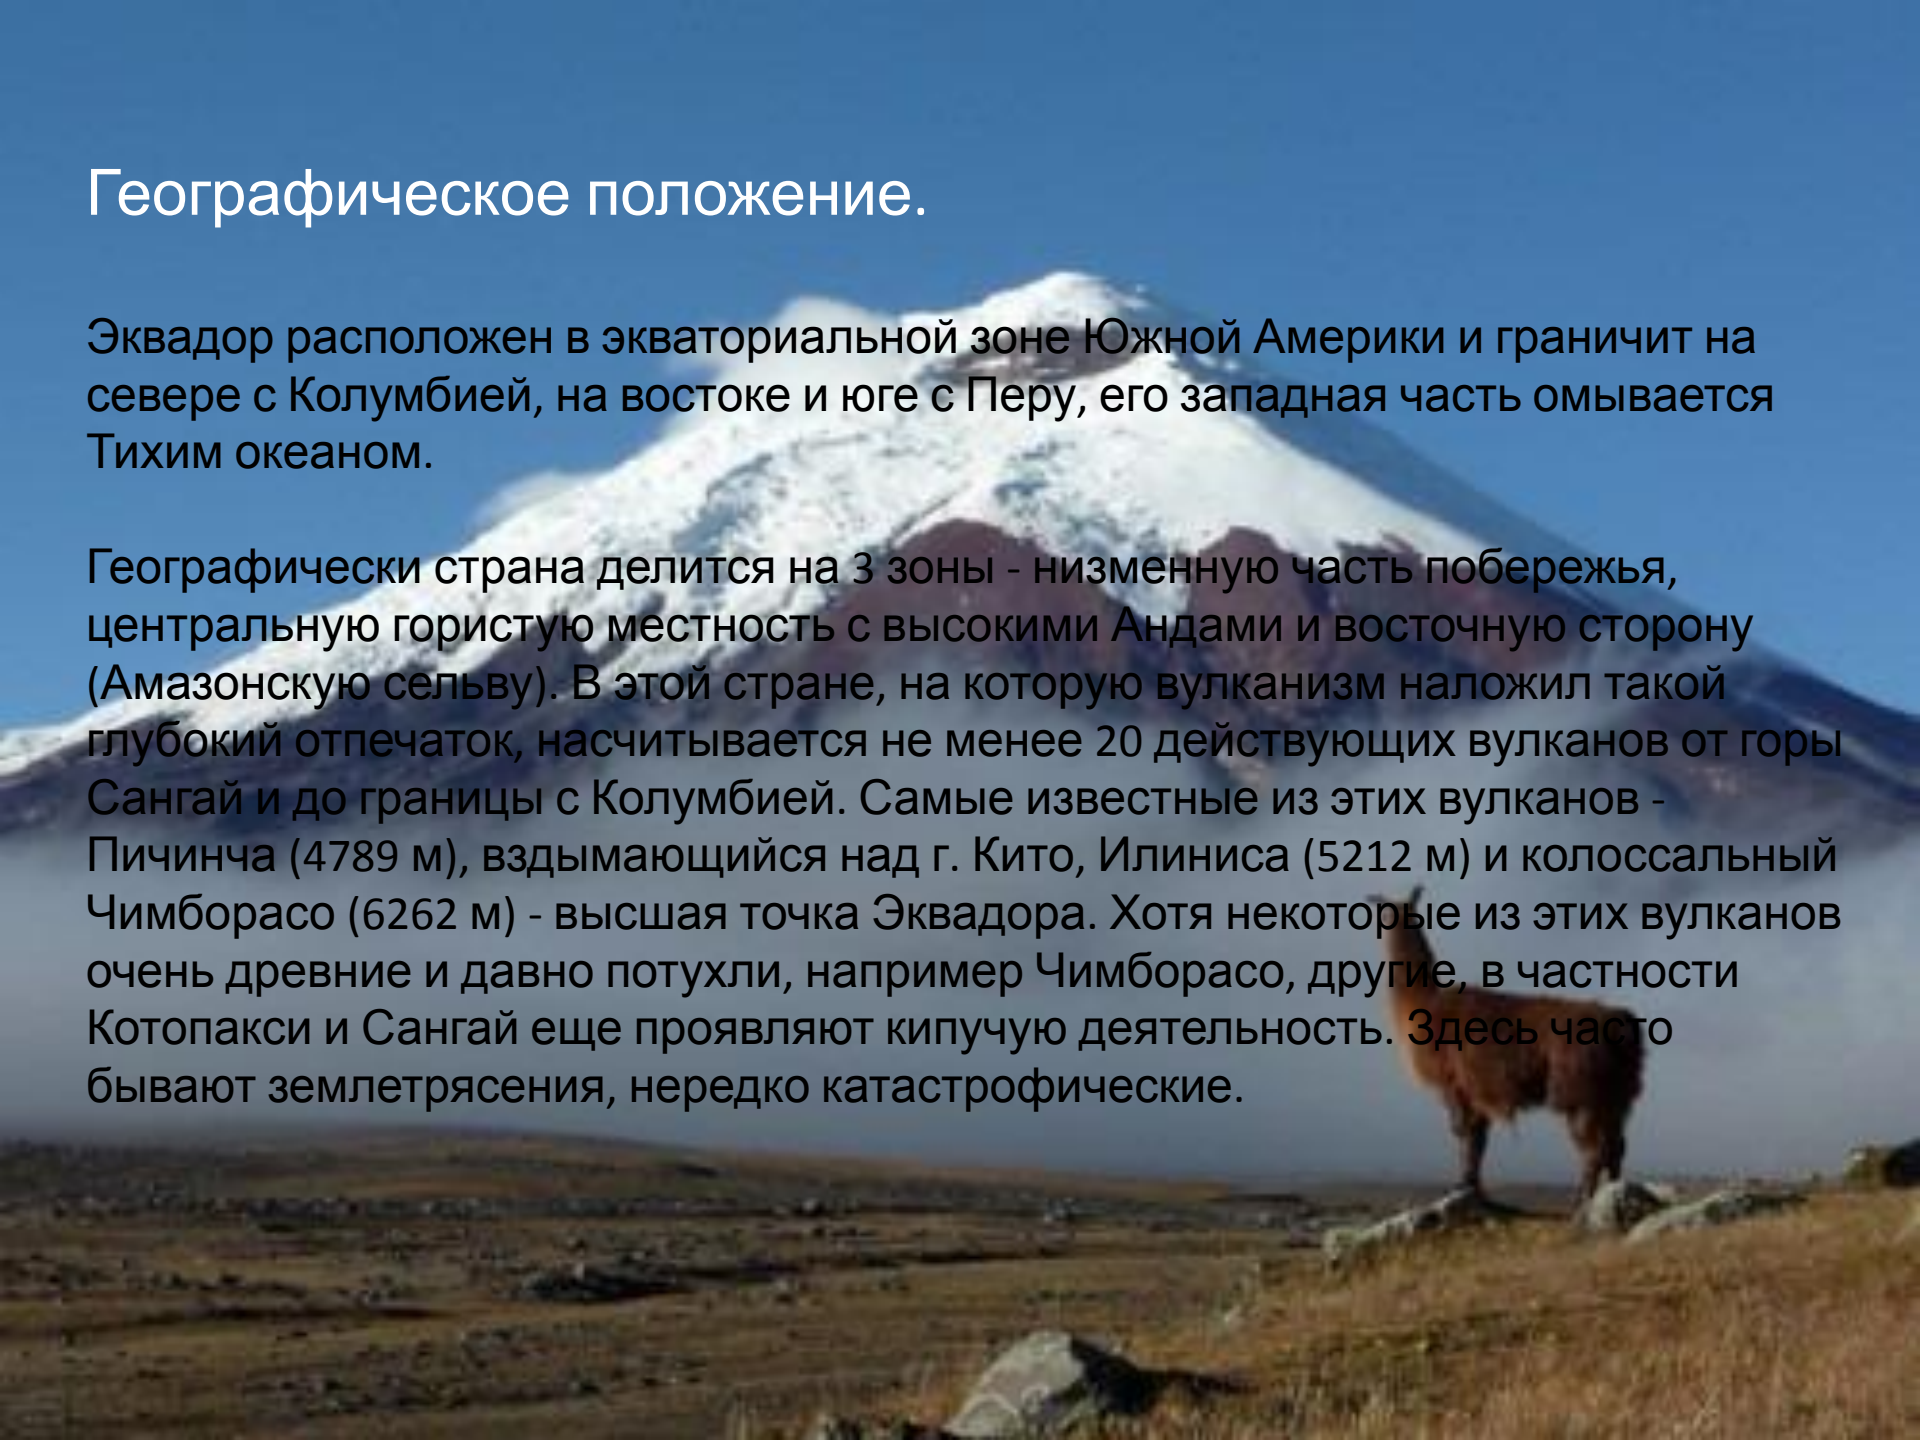 Географическое положение.
Эквадор расположен в экваториальной зоне Южной Америки и граничит на
севере с Колумбией, на востоке и юге с Перу, его западная часть омывается
Тихим океаном.
Географически страна делится на 3 зоны - низменную часть побережья,
центральную гористую местность с высокими Андами и восточную сторону
(Амазонскую сельву). В этой стране, на которую вулканизм наложил такой
глубокий отпечаток, насчитывается не менее 20 действующих вулканов от горы
Сангай и до границы с Колумбией. Самые известные из этих вулканов -
Пичинча (4789 м), вздымающийся над г. Кито, Илиниса (5212 м) и колоссальный
Чимборасо (6262 м) - высшая точка Эквадора. Хотя некоторые из этих вулканов
очень древние и давно потухли, например Чимборасо, другие, в частности
Котопакси и Сангай еще проявляют кипучую деятельность. Здесь часто
бывают землетрясения, нередко катастрофические.